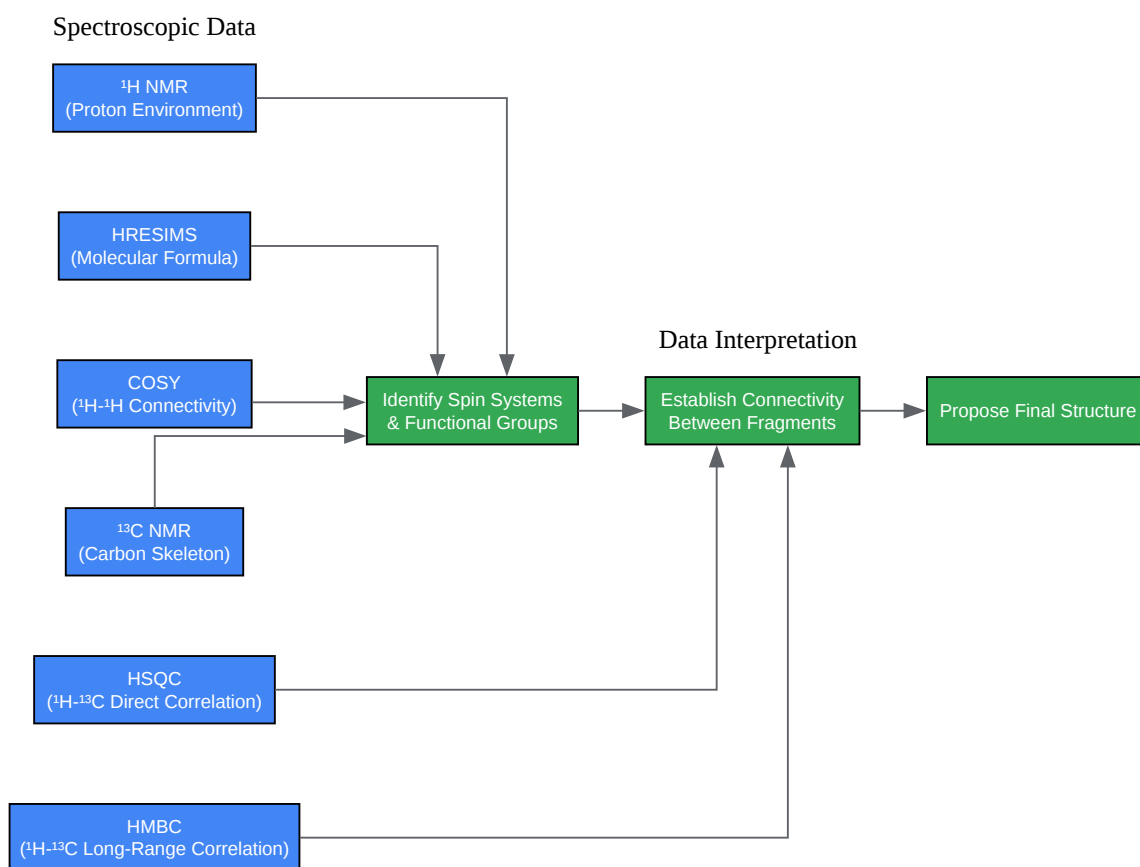 Spectroscopic Data
¹H NMR
(Proton Environment)
HRESIMS
(Molecular Formula)
Data Interpretation
COSY
(¹H-¹H Connectivity)
Identify Spin Systems
& Functional Groups
Establish Connectivity
Between Fragments
Propose Final Structure
¹³C NMR
(Carbon Skeleton)
HSQC
(¹H-¹³C Direct Correlation)
HMBC
(¹H-¹³C Long-Range Correlation)